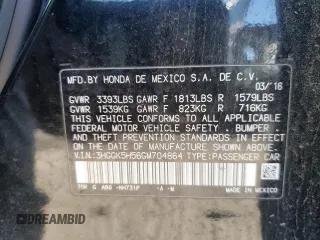 MFD.BY HONDA DE MEXICO S.A. DE C.V.
03/16
GVWR 3393LBS GAWR F 1813LBS R 1579LBS
GVWR 1539KG GAWR F 823KG R 716KG
THIS VEHICLE CONFORMS TO ALL APPLICABLE
FEDERAL MOTOR VEHICLE SAFETY, BUMPER,
AND THEFT PREVENTION STANDARDS IN EFFECT
ON THE DATE OF MANUFACTURE SHOWN ABOVE.
V.I.N.:3HGGK5H56GM704864 TYPE:PASSENGER CAR
NH731P -A -M
MADE IN MEXICO